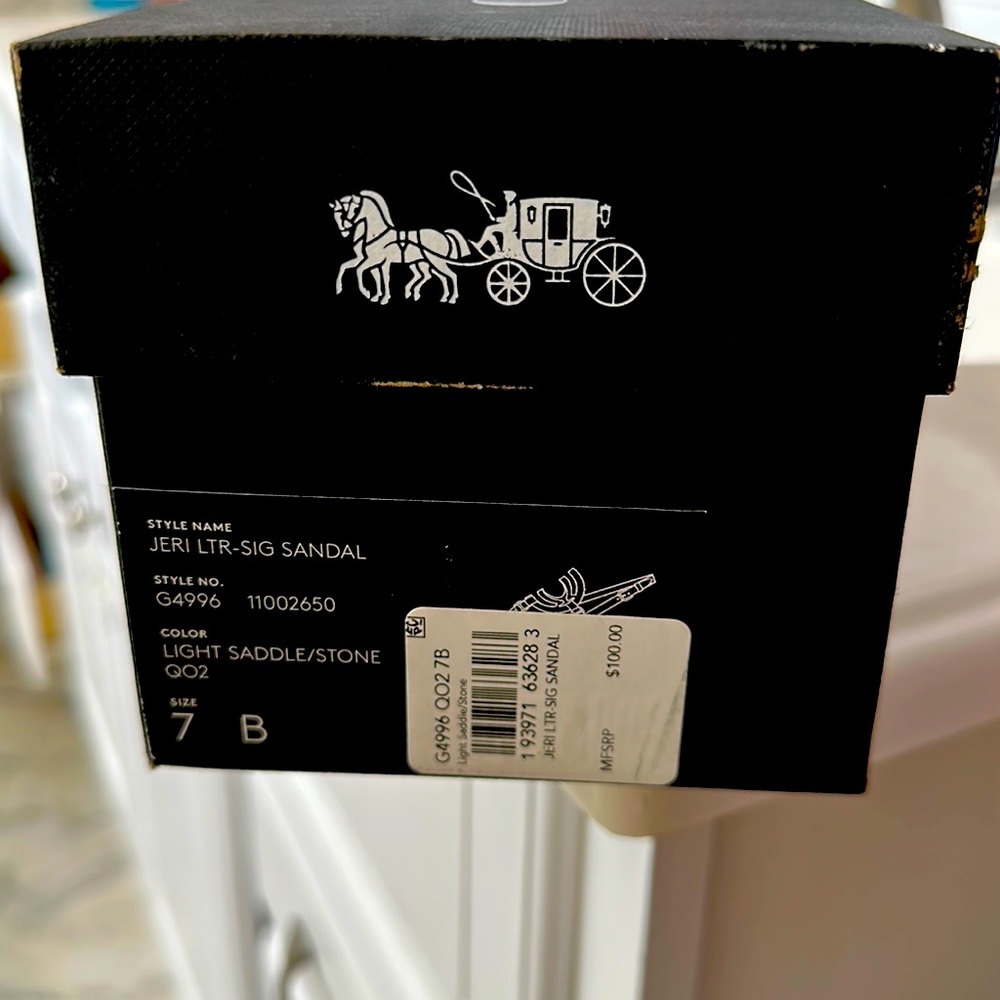 STYLE NAME
JERI LTR-SIG SANDAL
STYLE NO.
G4996 11002650
COLOR
LIGHT SADDLE/STONE
QO2
SIZE
7 B
G4996 QO2 7B
Light Saddle/Stone
1 93971 63628 3
JERI LTR-SIG SANDAL
MFSRP $100.00